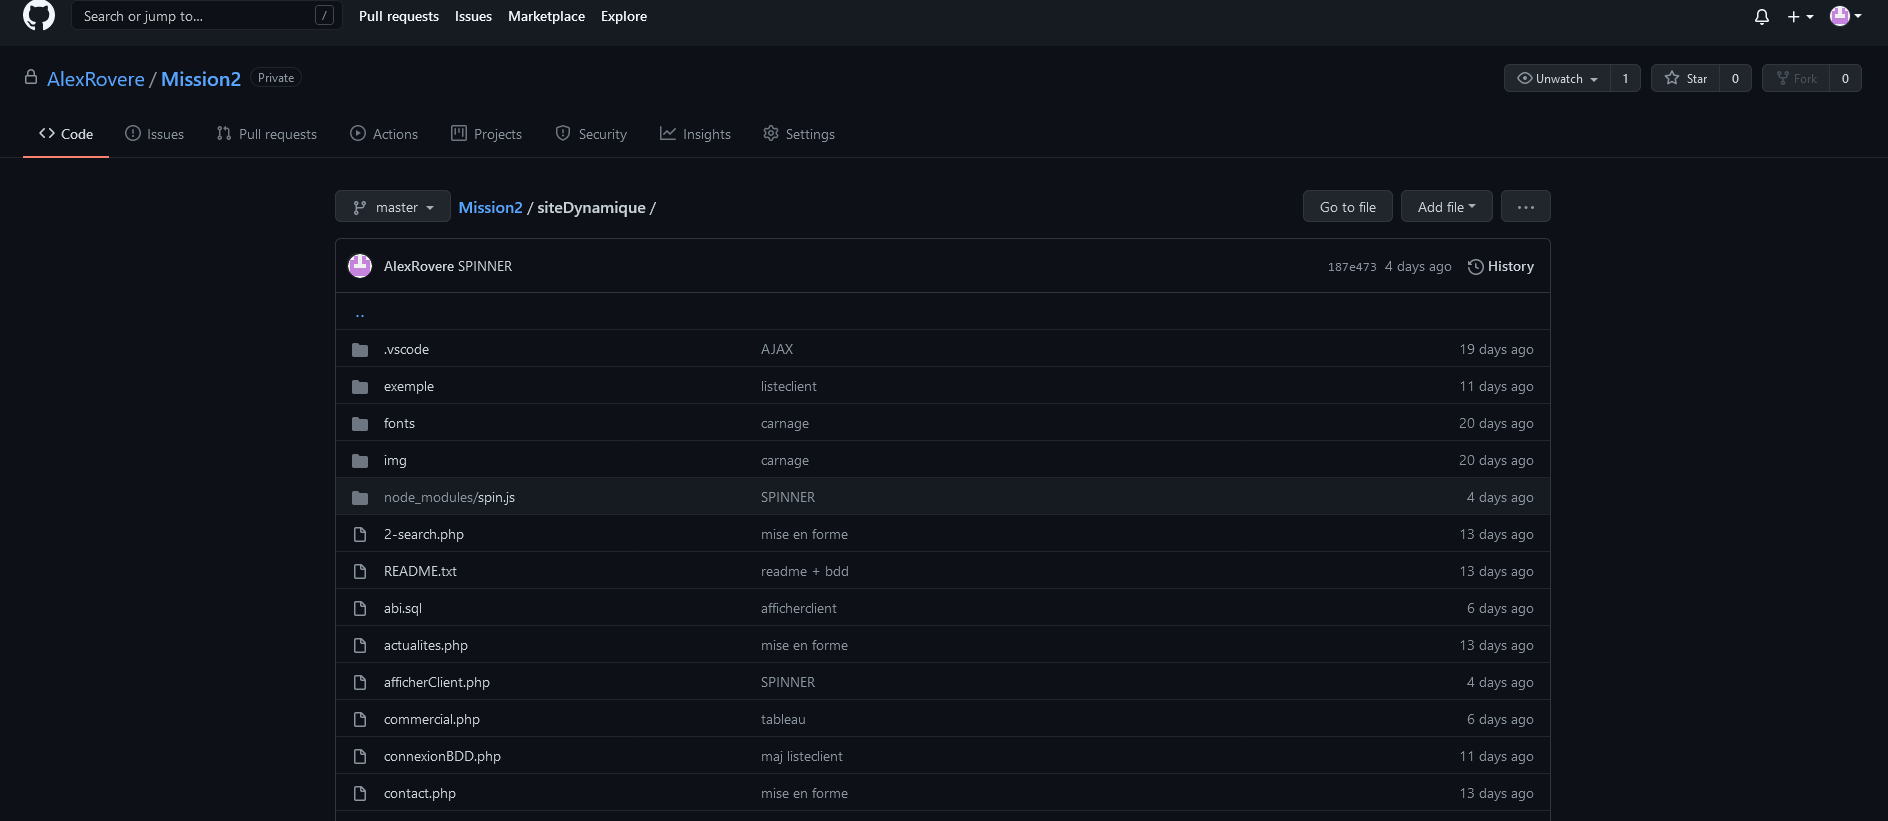 Search or jump to... / Pull requests Issues Marketplace Explore
AlexRovere / Mission2 Private Unwatch 1 Star 0 Fork 0
Code Issues Pull requests Actions Projects Security Insights Settings
master Mission2 / siteDynamique / Go to file Add file ...
AlexRovere SPINNER 187e473 4 days ago History
..
.vscode AJAX 19 days ago
exemple listeclient 11 days ago
fonts carnage 20 days ago
img carnage 20 days ago
node_modules/spin.js SPINNER 4 days ago
2-search.php mise en forme 13 days ago
README.txt readme + bdd 13 days ago
abi.sql afficherclient 6 days ago
actualites.php mise en forme 13 days ago
afficherClient.php SPINNER 4 days ago
commercial.php tableau 6 days ago
connexionBDD.php maj listeclient 11 days ago
contact.php mise en forme 13 days ago